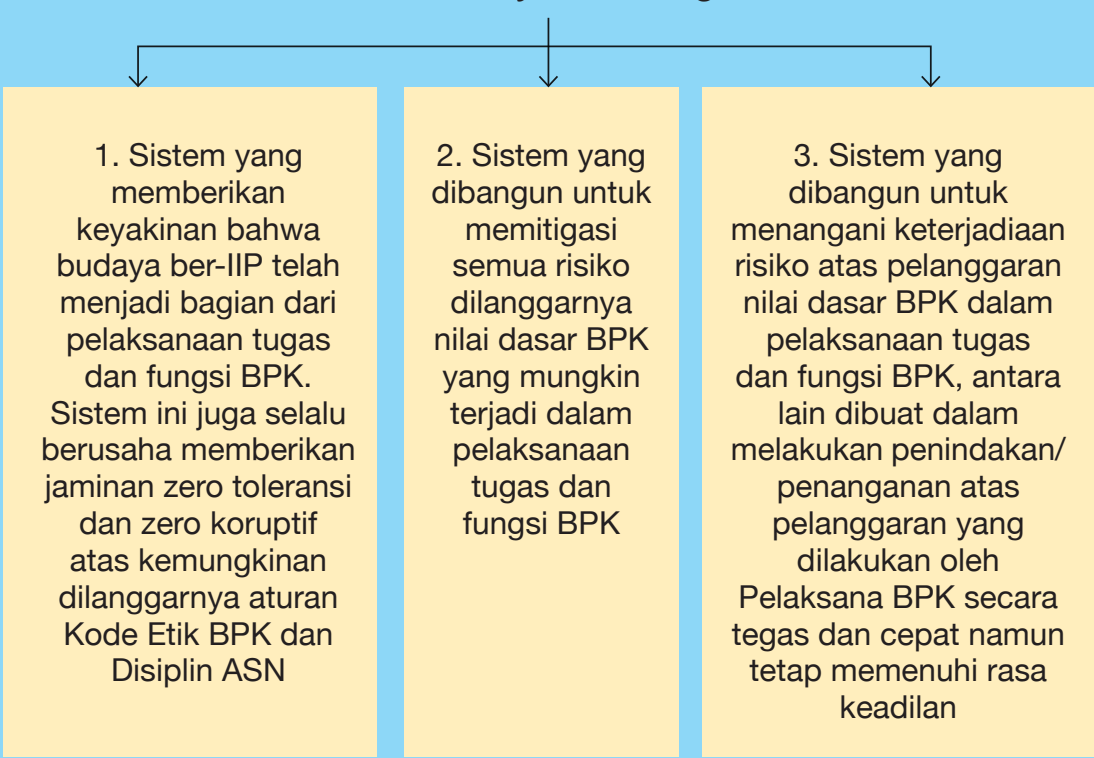 1. Sistem yang
memberikan
keyakinan bahwa
budaya ber-IIP telah
menjadi bagian dari
pelaksanaan tugas
dan fungsi BPK.
Sistem ini juga selalu
berusaha memberikan
jaminan zero toleransi
dan zero koruptif
atas kemungkinan
dilanggarnya aturan
Kode Etik BPK dan
Disiplin ASN
2. Sistem yang
dibangun untuk
memitigasi
semua risiko
dilanggarnya
nilai dasar BPK
yang mungkin
terjadi dalam
pelaksanaan
tugas dan
fungsi BPK
3. Sistem yang
dibangun untuk
menangani keterjadiaan
risiko atas pelanggaran
nilai dasar BPK dalam
pelaksanaan tugas
dan fungsi BPK, antara
lain dibuat dalam
melakukan penindakan/
penanganan atas
pelanggaran yang
dilakukan oleh
Pelaksana BPK secara
tegas dan cepat namun
tetap memenuhi rasa
keadilan